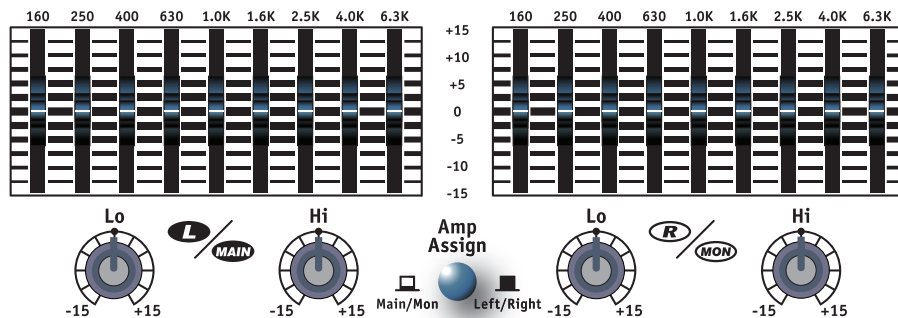 160 250 400 630 1.0K 1.6K 2.5K 4.0K 6.3K
160 250 400 630 1.0K 1.6K 2.5K 4.0K 6.3K
+15
+10
+5
0
-5
-10
-15
Lo
L
MAIN
Hi
Amp
Assign
Lo
R
MON
Hi
-15 +15
-15 +15
Main/Mon Left/Right
-15 +15
-15 +15